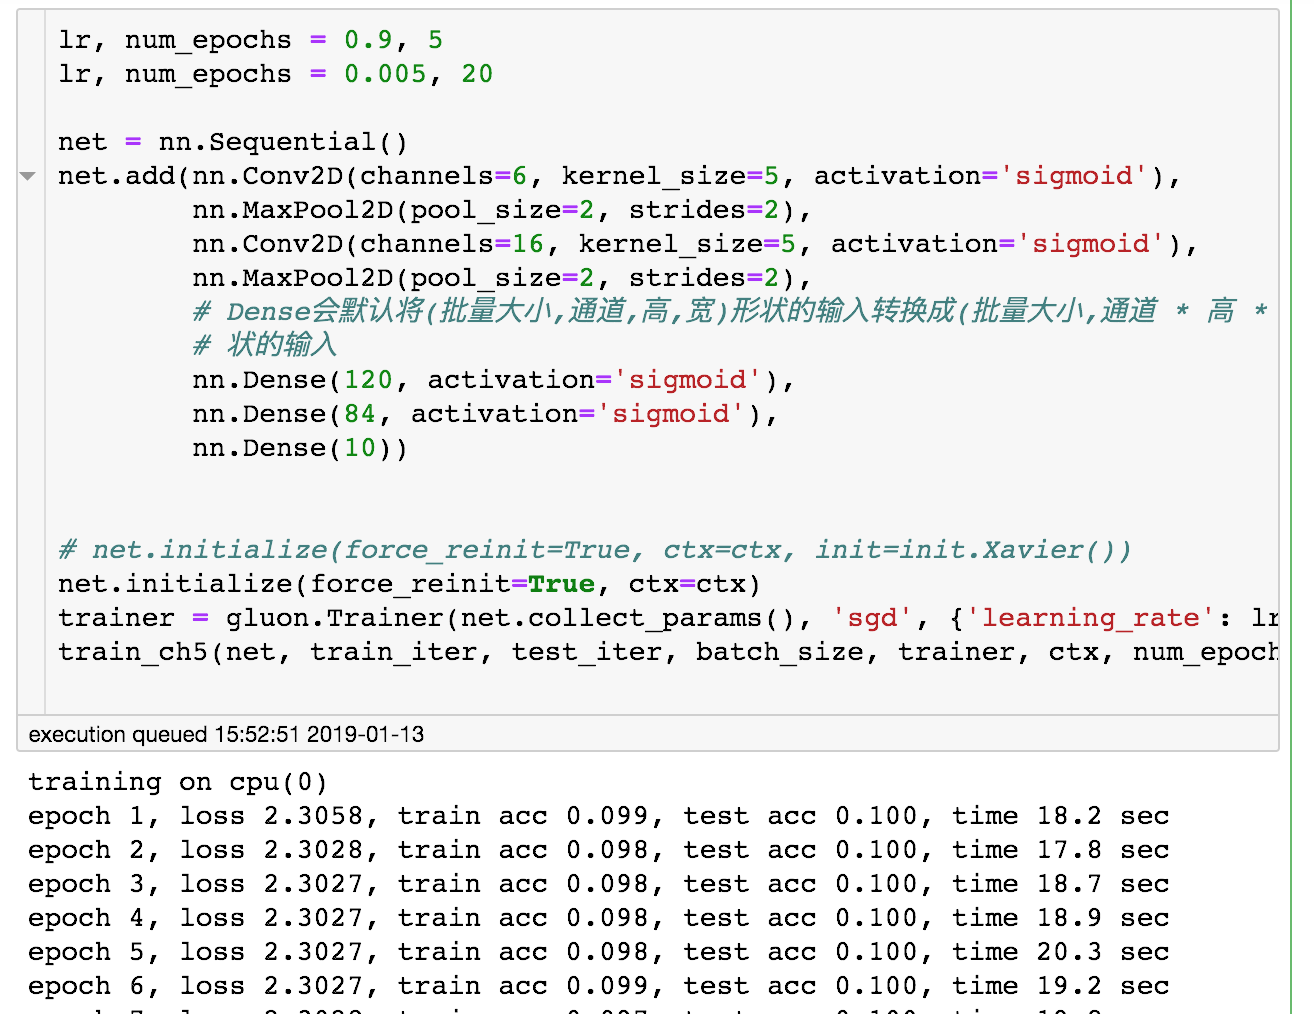 lr, num_epochs = 0.9, 5
lr, num_epochs = 0.005, 20
net = nn.Sequential()
net.add(nn.Conv2D(channels=6, kernel_size=5, activation='sigmoid'),
nn.MaxPool2D(pool_size=2, strides=2),
nn.Conv2D(channels=16, kernel_size=5, activation='sigmoid'),
nn.MaxPool2D(pool_size=2, strides=2),
# Dense会默认将(批量大小,通道,高,宽)形状的输入转换成(批量大小,通道 * 高 *
# 状的输入
nn.Dense(120, activation='sigmoid'),
nn.Dense(84, activation='sigmoid'),
nn.Dense(10))
# net.initialize(force_reinit=True, ctx=ctx, init=init.Xavier())
net.initialize(force_reinit=True, ctx=ctx)
trainer = gluon.Trainer(net.collect_params(), 'sgd', {'learning_rate': lr
train_ch5(net, train_iter, test_iter, batch_size, trainer, ctx, num_epoch
execution queued 15:52:51 2019-01-13
training on cpu(0)
epoch 1, loss 2.3058, train acc 0.099, test acc 0.100, time 18.2 sec
epoch 2, loss 2.3028, train acc 0.098, test acc 0.100, time 17.8 sec
epoch 3, loss 2.3027, train acc 0.098, test acc 0.100, time 18.7 sec
epoch 4, loss 2.3027, train acc 0.098, test acc 0.100, time 18.9 sec
epoch 5, loss 2.3027, train acc 0.098, test acc 0.100, time 20.3 sec
epoch 6, loss 2.3027, train acc 0.099, test acc 0.100, time 19.2 sec